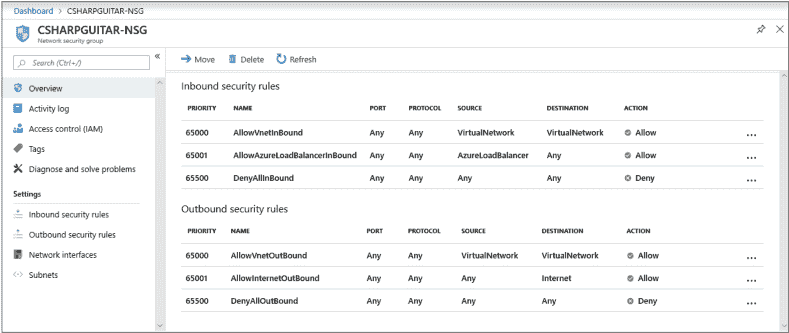 Dashboard > CSHARPGUITAR-NSG
CSHARPGUITAR-NSG
Network security group
Search (Ctrl+/)
«
Overview
Activity log
Access control (IAM)
Tags
Diagnose and solve problems
Settings
Inbound security rules
Outbound security rules
Network interfaces
Subnets
Move Delete Refresh
Inbound security rules
PRIORITY NAME PORT PROTOCOL SOURCE DESTINATION ACTION
65000 AllowVnetInBound Any Any VirtualNetwork VirtualNetwork Allow ...
65001 AllowAzureLoadBalancerInBound Any Any AzureLoadBalancer Any Allow ...
65500 DenyAllInBound Any Any Any Any Deny ...
Outbound security rules
PRIORITY NAME PORT PROTOCOL SOURCE DESTINATION ACTION
65000 AllowVnetOutBound Any Any VirtualNetwork VirtualNetwork Allow ...
65001 AllowInternetOutBound Any Any Any Internet Allow ...
65500 DenyAllOutBound Any Any Any Any Deny ...